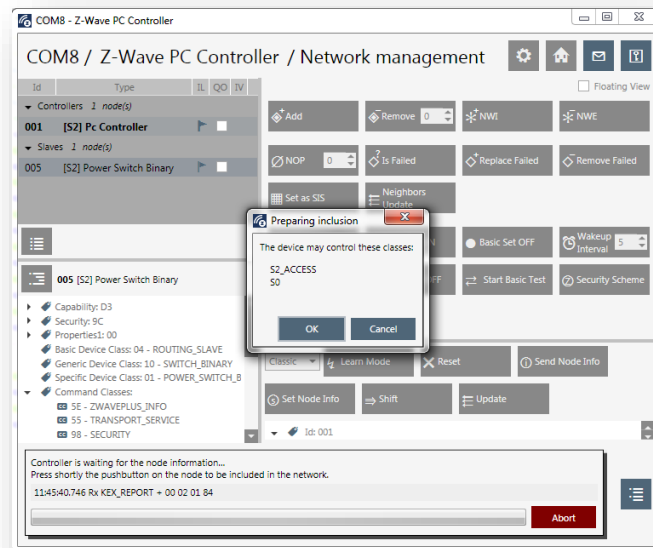 COM8 - Z-Wave PC Controller
COM8 / Z-Wave PC Controller / Network management
Id Type IL QO IV
Floating View
Controllers 1 node(s)
001 [S2] Pc Controller
Slaves 1 node(s)
005 [S2] Power Switch Binary
Add
Remove 0
NWI
NWE
NOP 0
Is Failed
Replace Failed
Remove Failed
Set as SIS
Neighbors
Update
Basic Set OFF
Wakeup
Interval 5
Start Basic Test
Security Scheme
Preparing inclusion
The device may control these classes:
S2_ACCESS
S0
OK Cancel
005 [S2] Power Switch Binary
Capability: D3
Security: 9C
Properties1: 00
Basic Device Class: 04 - ROUTING_SLAVE
Generic Device Class: 10 - SWITCH_BINARY
Specific Device Class: 01 - POWER_SWITCH_B
Command Classes:
CC 5E - ZWAVEPLUS_INFO
CC 55 - TRANSPORT_SERVICE
CC 98 - SECURITY
Classic
Learn Mode
Reset
Send Node Info
Set Node Info
Shift
Update
Id: 001
Controller is waiting for the node information...
Press shortly the pushbutton on the node to be included in the network.
11:45:40.746 Rx KEX_REPORT + 00 02 01 84
Abort